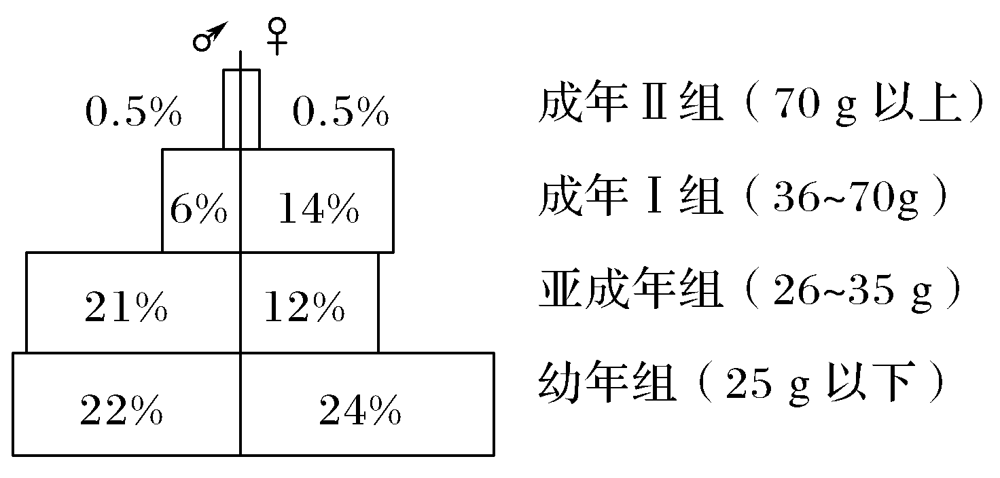 ♂ ♀
0.5% 0.5% 成年Ⅱ组（70 g 以上）
6% 14% 成年Ⅰ组（36~70g）
21% 12% 亚成年组（26~35 g）
22% 24% 幼年组（25 g 以下）